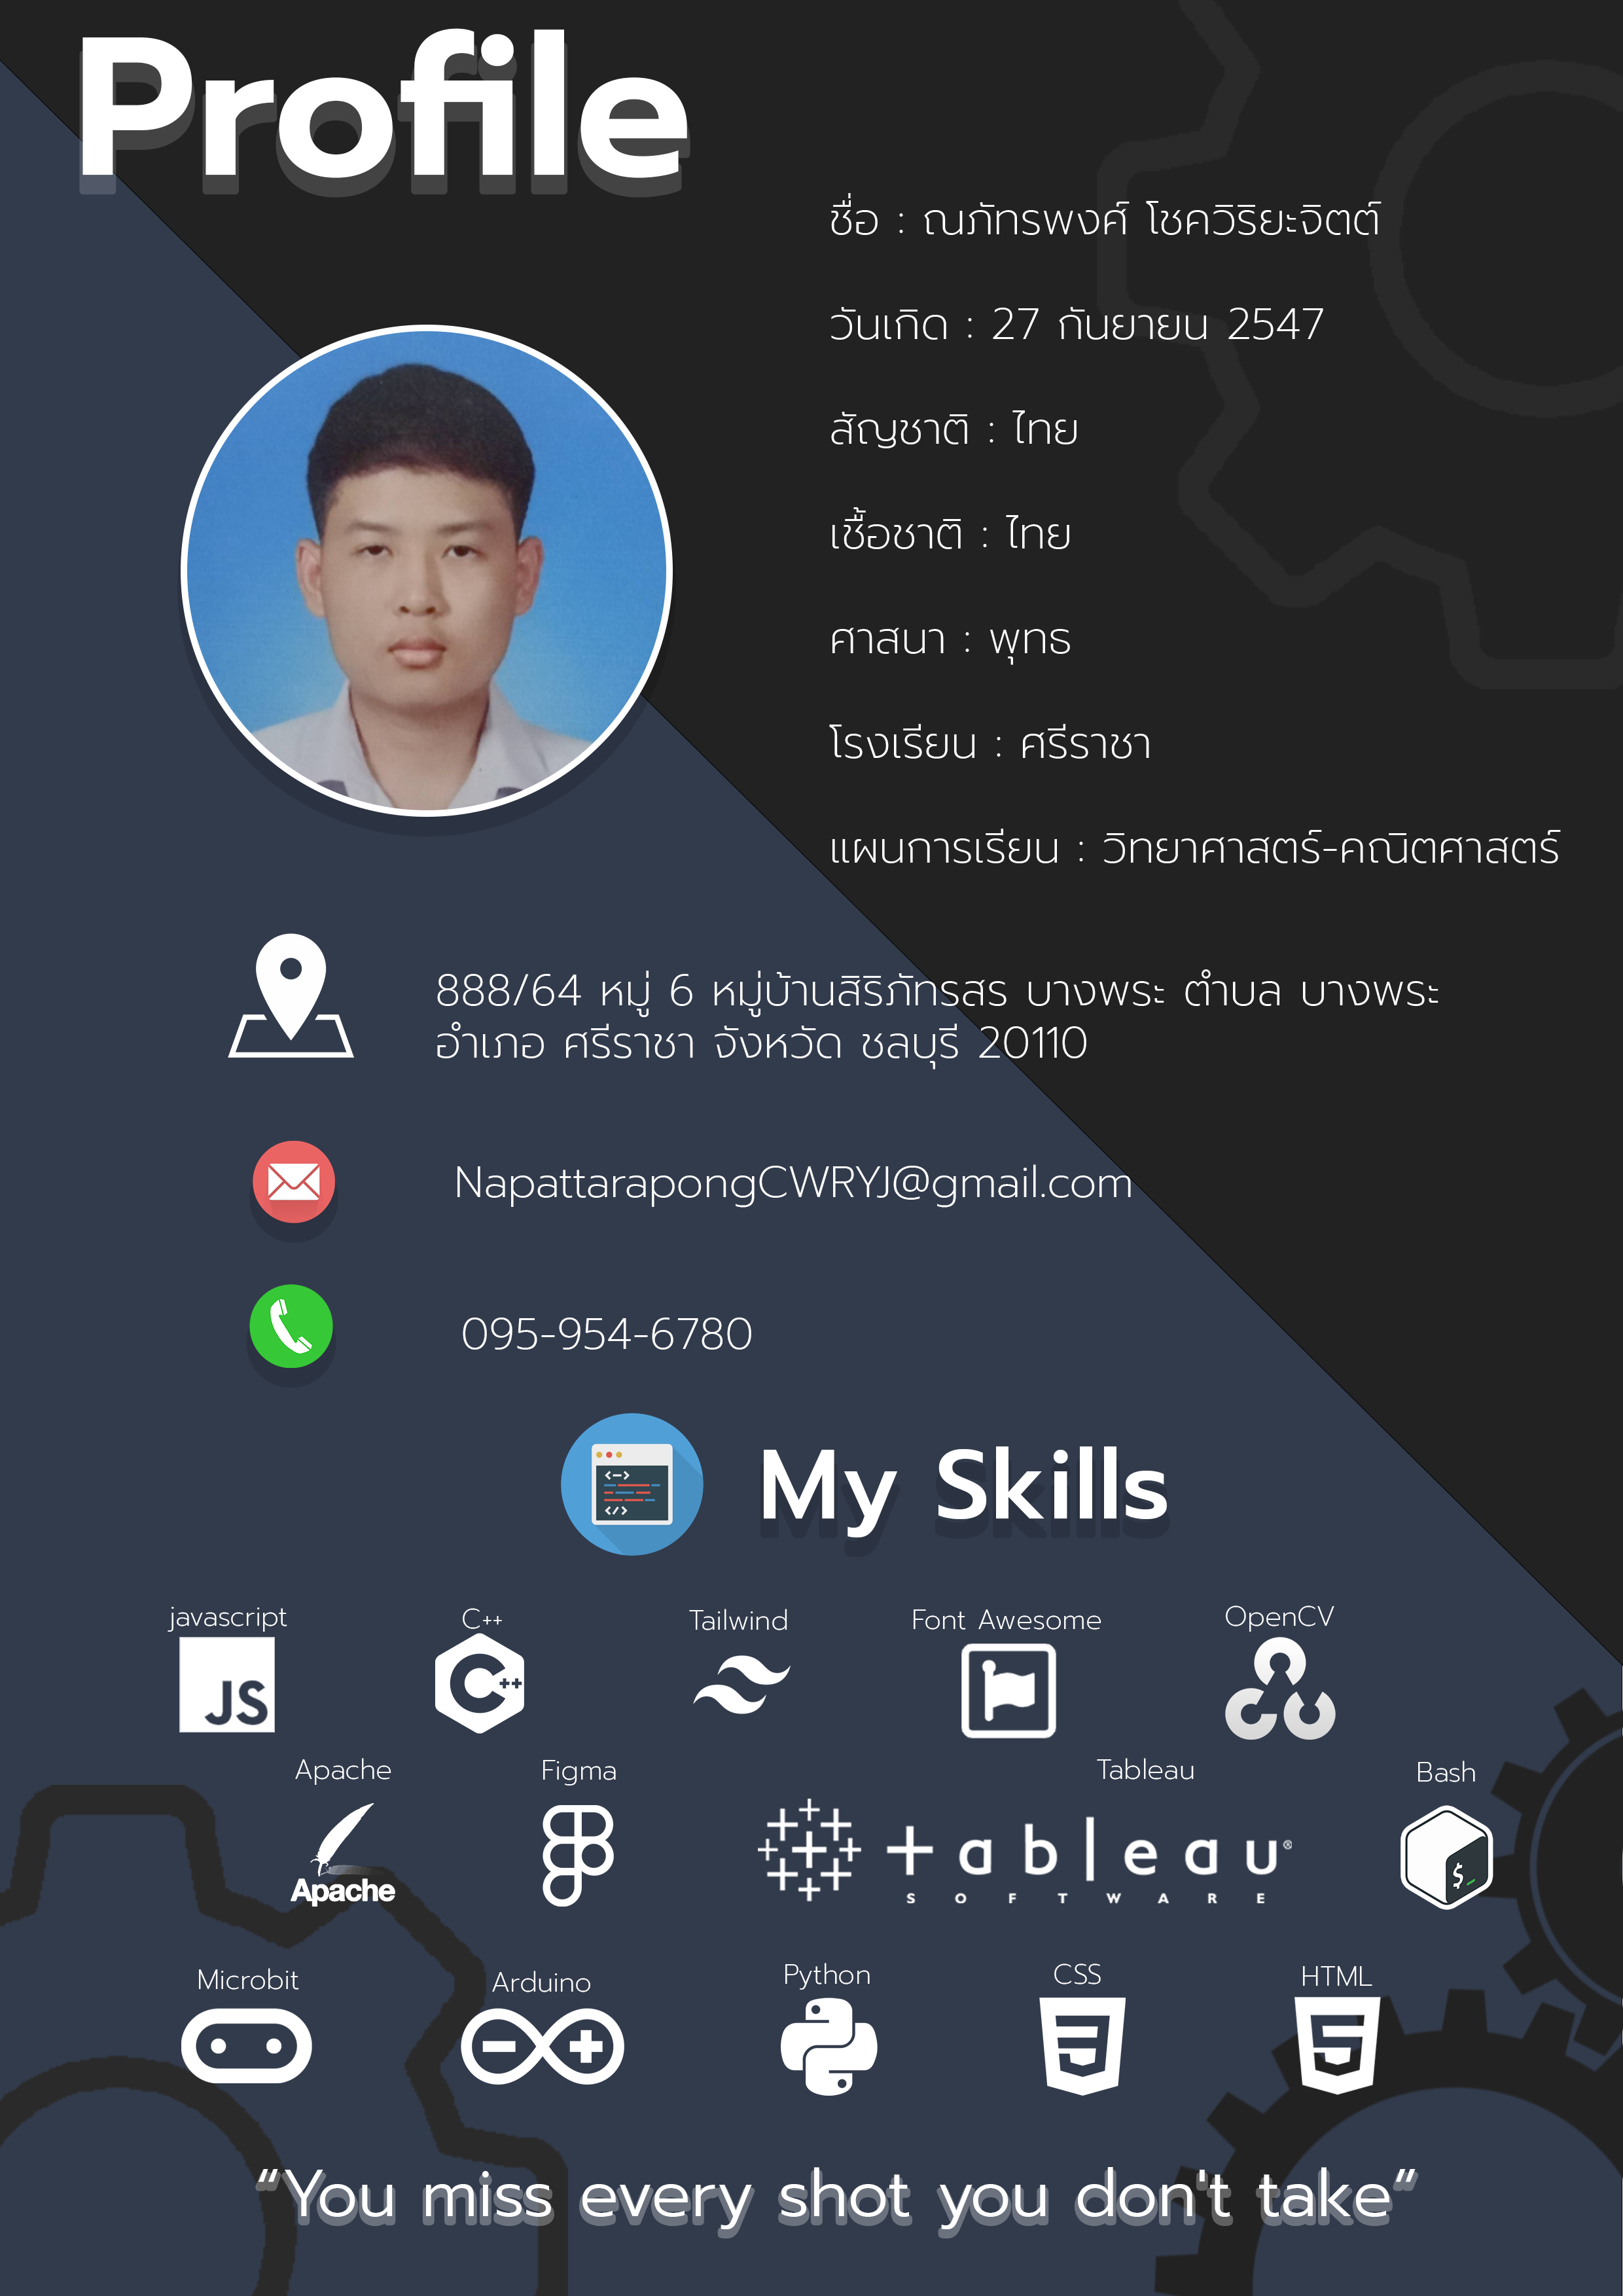 Profile
ชื่อ : ณภัทรพงศ์ โชควิริยะจิตต์
วันเกิด : 27 กันยายน 2547
สัญชาติ : ไทย
เชื้อชาติ : ไทย
ศาสนา : พุทธ
โรงเรียน : ศรีราชา
แผนการเรียน : วิทยาศาสตร์-คณิตศาสตร์
888/64 หมู่ 6 หมู่บ้านสิริภัทรสร บางพระ ตำบล บางพระ
อำเภอ ศรีราชา จังหวัด ชลบุรี 20110
NapattarapongCWRYJ@gmail.com
095-954-6780
My Skills
javascript C++ Tailwind Font Awesome OpenCV
JS C++
Apache Figma Tableau Bash
Apache +ableau®
SOFTWARE
$_
Microbit Arduino Python CSS HTML
“You miss every shot you don't take”